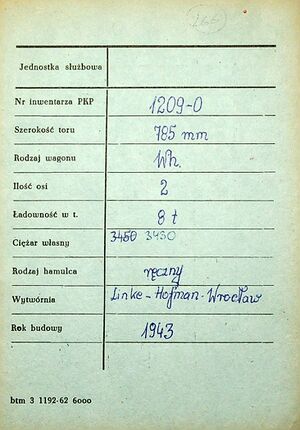 266
Jednostka służbowa
Nr inwentarza PKP 1209-0
Szerokość toru 785 mm
Rodzaj wagonu Wh.
Ilość osi 2
Ładowność w t. 8 t
Ciężar własny 3450 3430
Rodzaj hamulca ręczny
Wytwórnia Linke-Hofman-Wrocław
Rok budowy 1943
btm 3 1192-62 6000